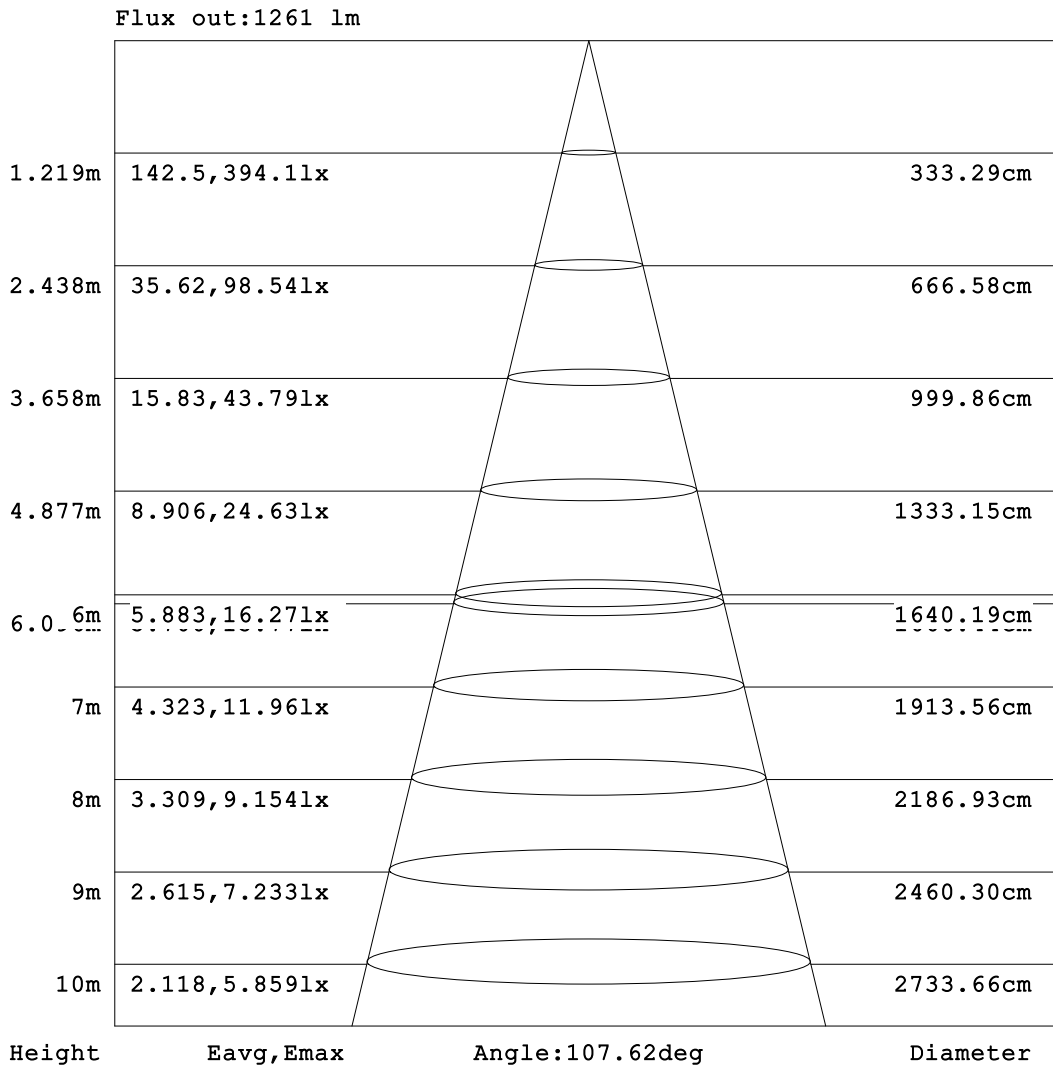 Flux out:1261 lm
1.219m 142.5,394.1lx 333.29cm
2.438m 35.62,98.54lx 666.58cm
3.658m 15.83,43.79lx 999.86cm
4.877m 8.906,24.63lx 1333.15cm
6m 5.883,16.27lx 1640.19cm
7m 4.323,11.96lx 1913.56cm
8m 3.309,9.154lx 2186.93cm
9m 2.615,7.233lx 2460.30cm
10m 2.118,5.859lx 2733.66cm
Height Eavg,Emax Angle:107.62deg Diameter